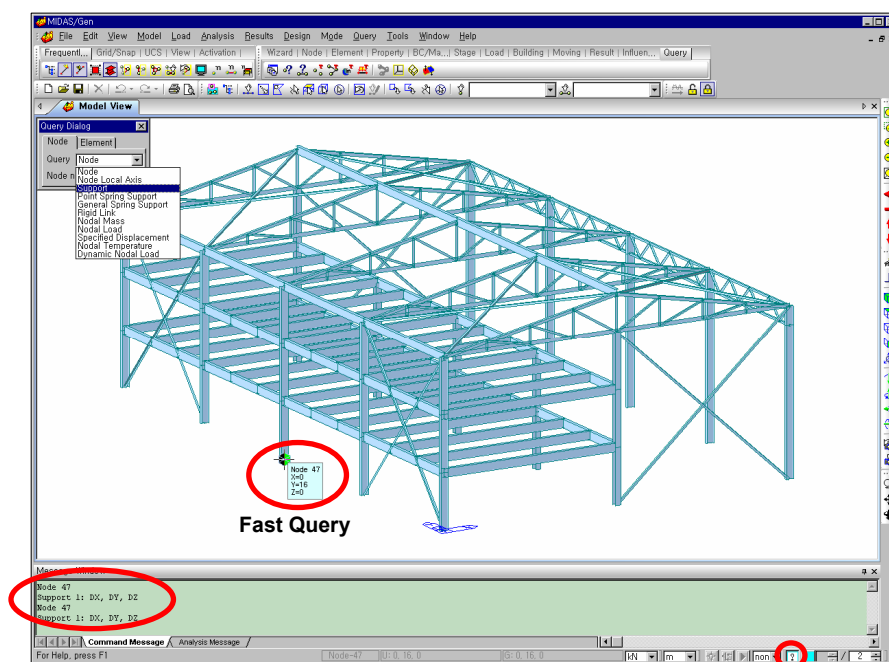 MIDAS/Gen
File Edit View Model Load Analysis Results Design Mode Query Tools Window Help
Frequentl... | Grid/Snap | UCS | View | Activation | Wizard | Node | Element | Property | BC/Ma... | Stage | Load | Building | Moving | Result | Influen... Query
Model View
Query Dialog
Node Element
Query Node
Node n
Node
Node Local Axis
Support
Point Spring Support
General Spring Support
Rigid Link
Nodal Mass
Nodal Load
Specified Displacement
Nodal Temperature
Dynamic Nodal Load
Node 47
X=0
Y=16
Z=0
Fast Query
Node 47
Support 1: DX, DY, DZ
Node 47
Support 1: DX, DY, DZ
Command Message Analysis Message
For Help, press F1 Node-47 U: 0, 16, 0 G: 0, 16, 0 kN m non / 2